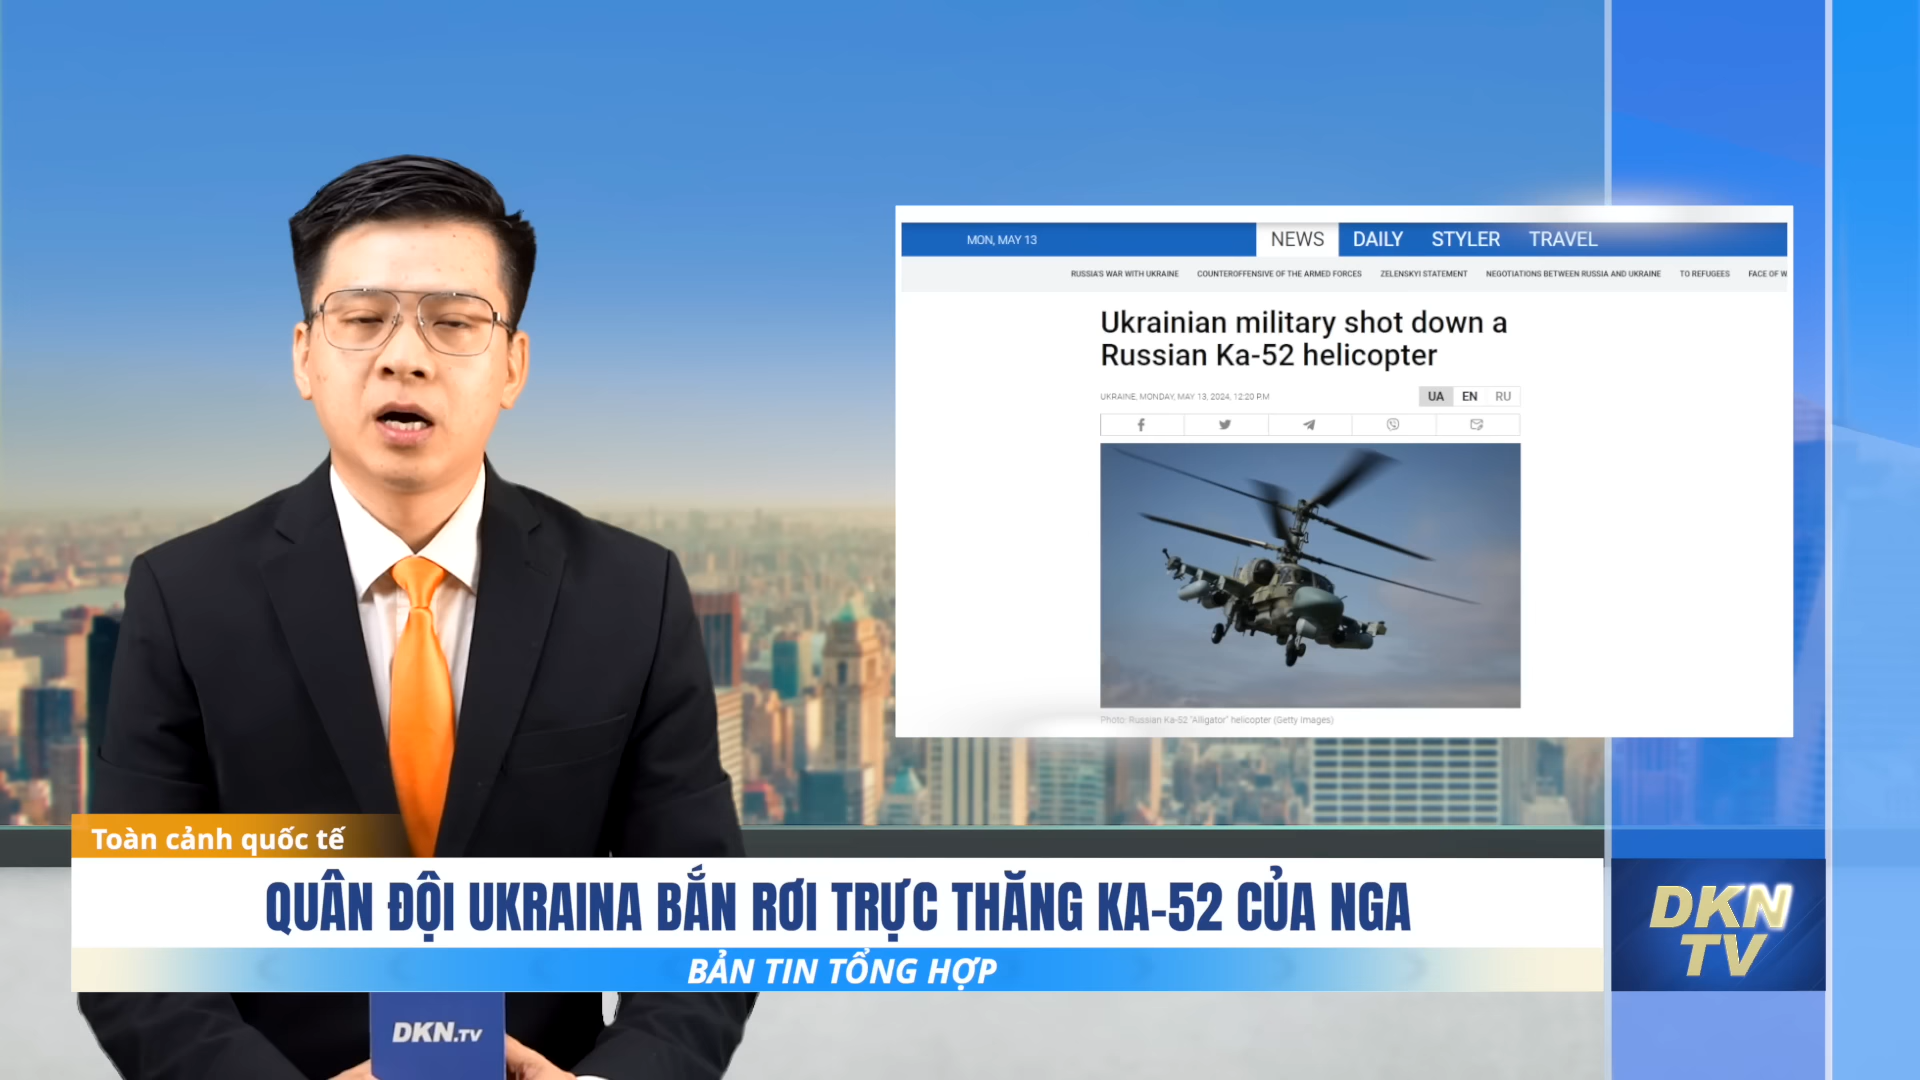 MON, MAY 13
NEWS DAILY STYLER TRAVEL
RUSSIA'S WAR WITH UKRAINE COUNTEROFFENSIVE OF THE ARMED FORCES ZELENSKYI STATEMENT NEGOTIATIONS BETWEEN RUSSIA AND UKRAINE TO REFUGEES FACE OF W
Ukrainian military shot down a
Russian Ka-52 helicopter
UKRAINE, MONDAY, MAY 13, 2024, 12:20 PM
UA EN RU
Photo: Russian Ka-52 "Alligator" helicopter (Getty Images)
Toàn cảnh quốc tế
QUÂN ĐỘI UKRAINA BẮN RƠI TRỰC THĂNG KA-52 CỦA NGA
BẢN TIN TỔNG HỢP
DKN
TV
DKN.TV